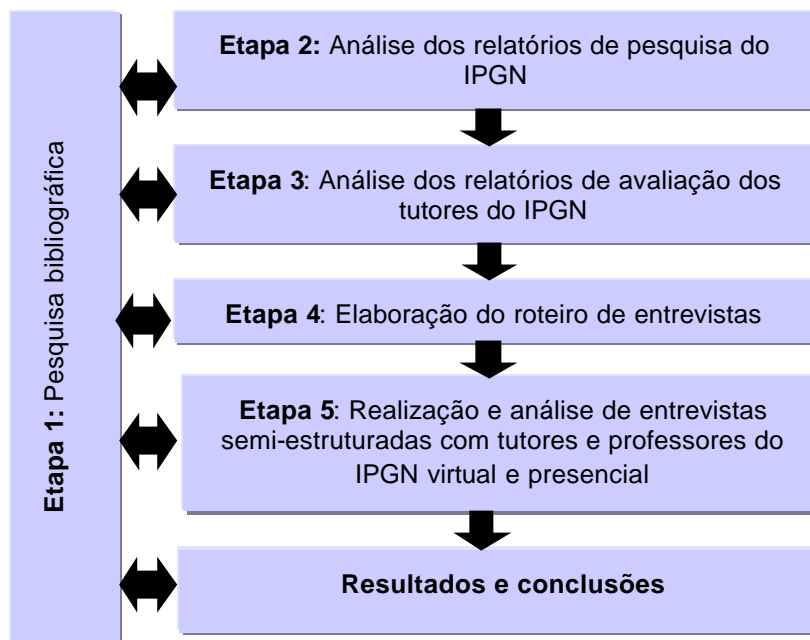 Etapa 1: Pesquisa bibliográfica
Etapa 2: Análise dos relatórios de pesquisa do
IPGN
Etapa 3: Análise dos relatórios de avaliação dos
tutores do IPGN
Etapa 4: Elaboração do roteiro de entrevistas
Etapa 5: Realização e análise de entrevistas
semi-estruturadas com tutores e professores do
IPGN virtual e presencial
Resultados e conclusões